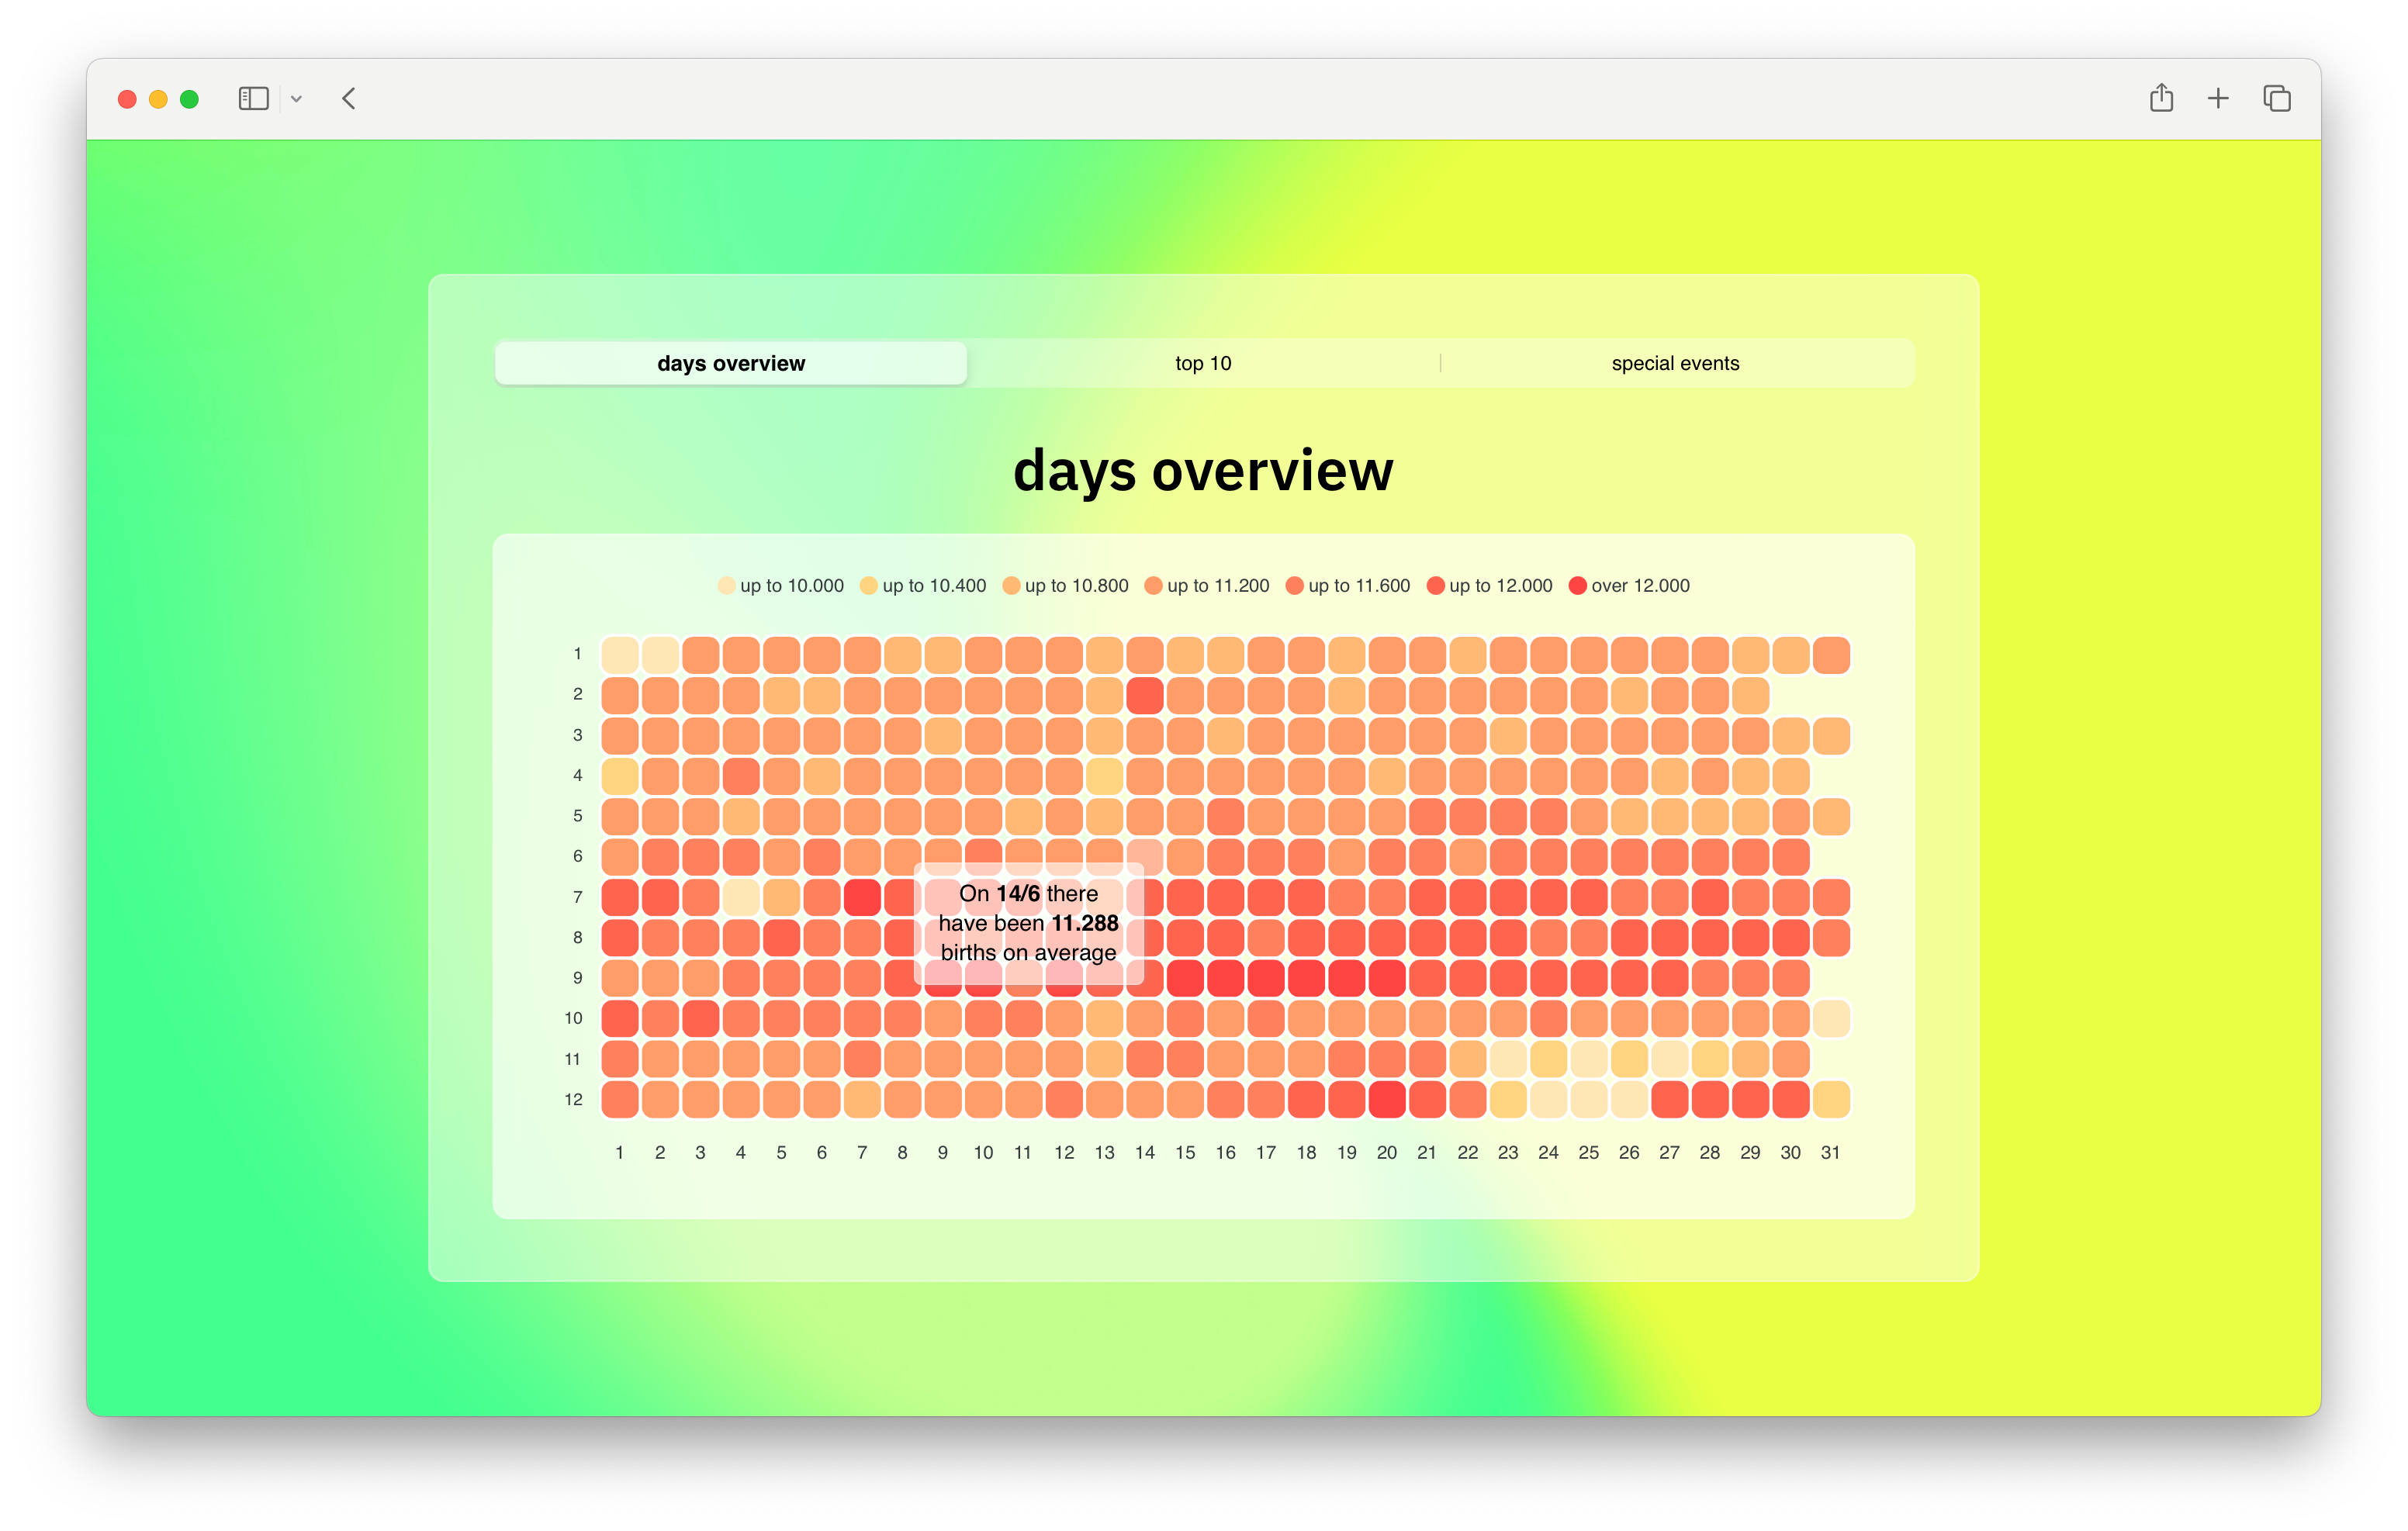 days overview
top 10
special events
days overview
up to 10.000 up to 10.400 up to 10.800 up to 11.200 up to 11.600 up to 12.000 over 12.000
1
2
3
4
5
6
7
8
9
10
11
12
On 14/6 there
have been 11.288
births on average
1 2 3 4 5 6 7 8 9 10 11 12 13 14 15 16 17 18 19 20 21 22 23 24 25 26 27 28 29 30 31